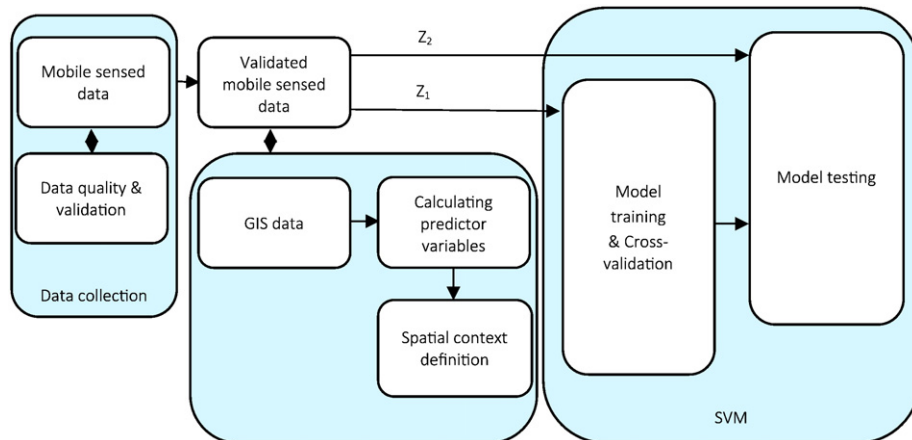 Mobile sensed
data
Data quality &
validation
Data collection
Validated
mobile sensed
data
Z2
Z1
GIS data
Calculating
predictor
variables
Spatial context
definition
Model
training
& Cross-
validation
Model testing
SVM